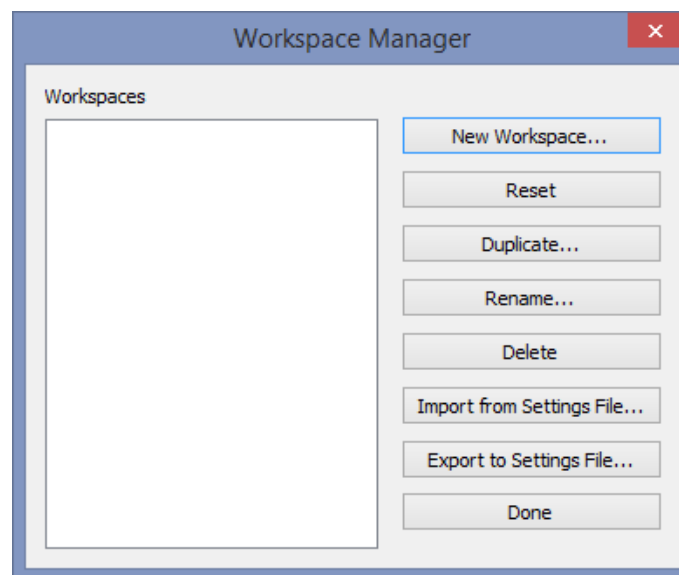 Workspace Manager
Workspaces
New Workspace...
Reset
Duplicate...
Rename...
Delete
Import from Settings File...
Export to Settings File...
Done